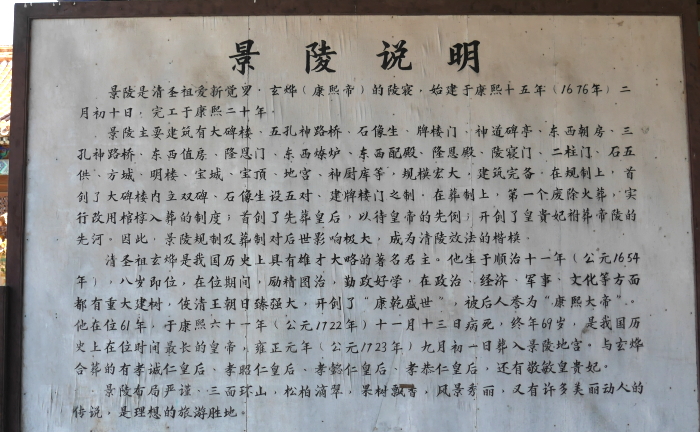 景陵说明
景陵是清圣祖爱新觉罗．玄烨（康熙帝）的陵寝，始建于康熙十五年（1676年）二
月初十日，完工于康熙二十年．
景陵主要建筑有大碑楼．五孔神路桥．石像生．牌楼门．神道碑亭、东西朝房、三
孔神路桥．东西值房、隆恩门、东西燎炉、东西配殿、隆恩殿、陵寝门、二柱门、石五
供．方城、明楼、宝城、宝顶、地宫、神厨库等．规模宏大，建筑完备．在规制上，首
创了大碑楼内立双碑．石像生设五对、建牌楼门之制．在葬制上，第一个废除火葬，实
行改用棺椁入葬的制度；首创了先葬皇后，以待皇帝的先例；开创了皇贵妃祔葬帝陵的
先河。因此，景陵规制及葬制对后世影响极大，成为清陵效法的楷模．
清圣祖玄烨是我国历史上具有雄才大略的著名君主。他生于顺治十一年（公元1654
年），八岁即位，在位期间，励精图治，勤政好学，在政治．经济．军事．文化等方面
都有重大建树，使清王朝日臻强大，开创了“康乾盛世”，被后人称为“康熙大帝”．
他在位61年，于康熙六十一年（公元1722年）十一月十三日病死，终年69岁，是我国历
史上在位时间最长的皇帝，雍正元年（公元1723年）九月初一日葬入景陵地宫。与玄烨
合葬的有孝诚仁皇后、孝昭仁皇后、孝懿仁皇后、孝恭仁皇后，还有敬敏皇贵妃．
景陵布局严谨．三面环山，松柏滴翠，果树飘香，风景秀丽，又有许多美丽动人的
传说，是理想的旅游胜地．